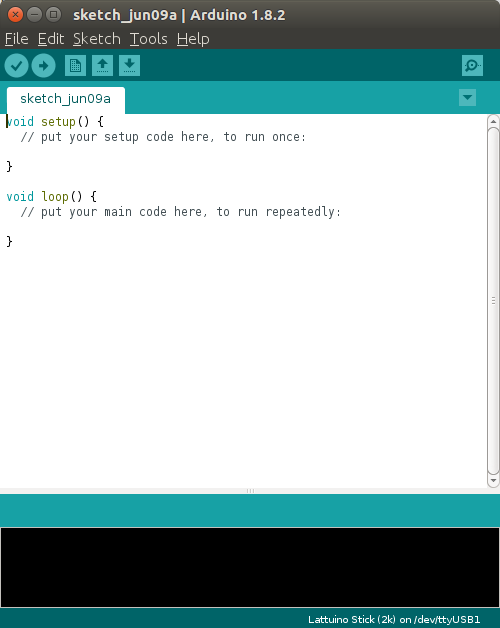 sketch_jun09a | Arduino 1.8.2
File Edit Sketch Tools Help
sketch_jun09a
void setup() {
  // put your setup code here, to run once:
}
void loop() {
  // put your main code here, to run repeatedly:
}
Lattuino Stick (2k) on /dev/ttyUSB1